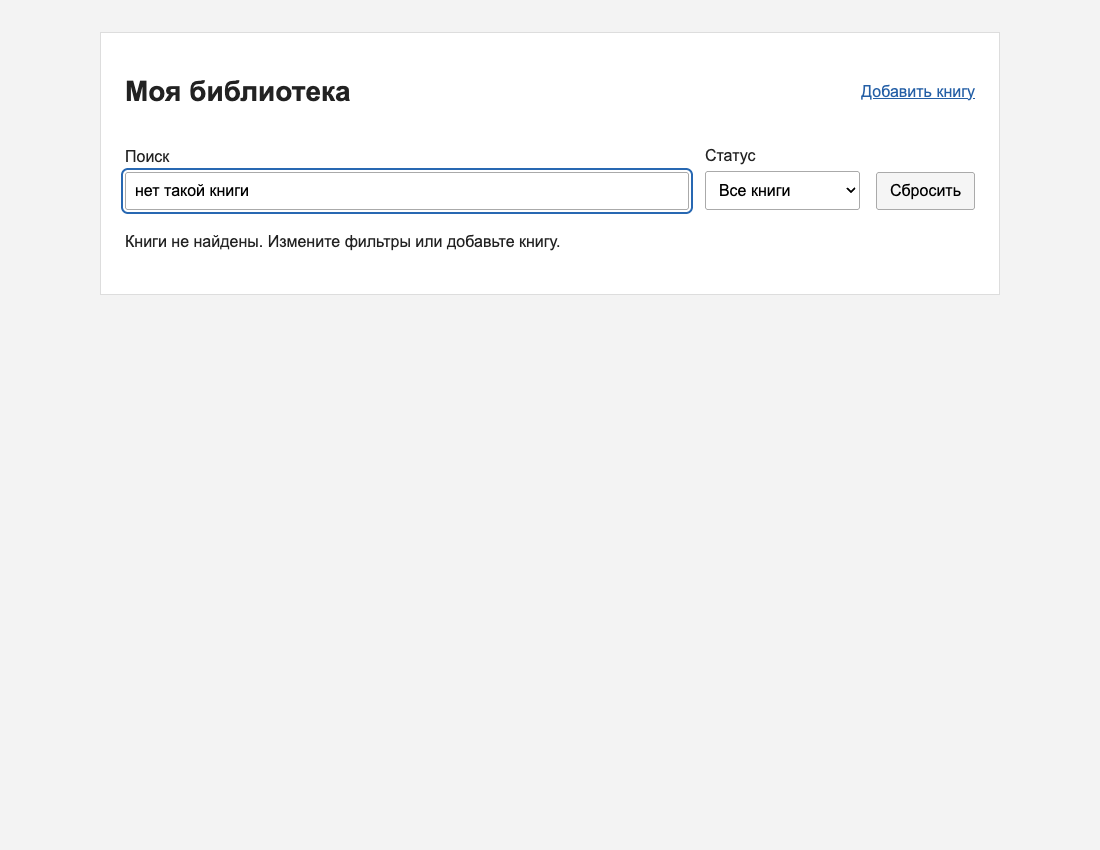 Моя библиотека
Добавить книгу
Поиск
Статус
нет такой книги
Все книги
Сбросить
Книги не найдены. Измените фильтры или добавьте книгу.